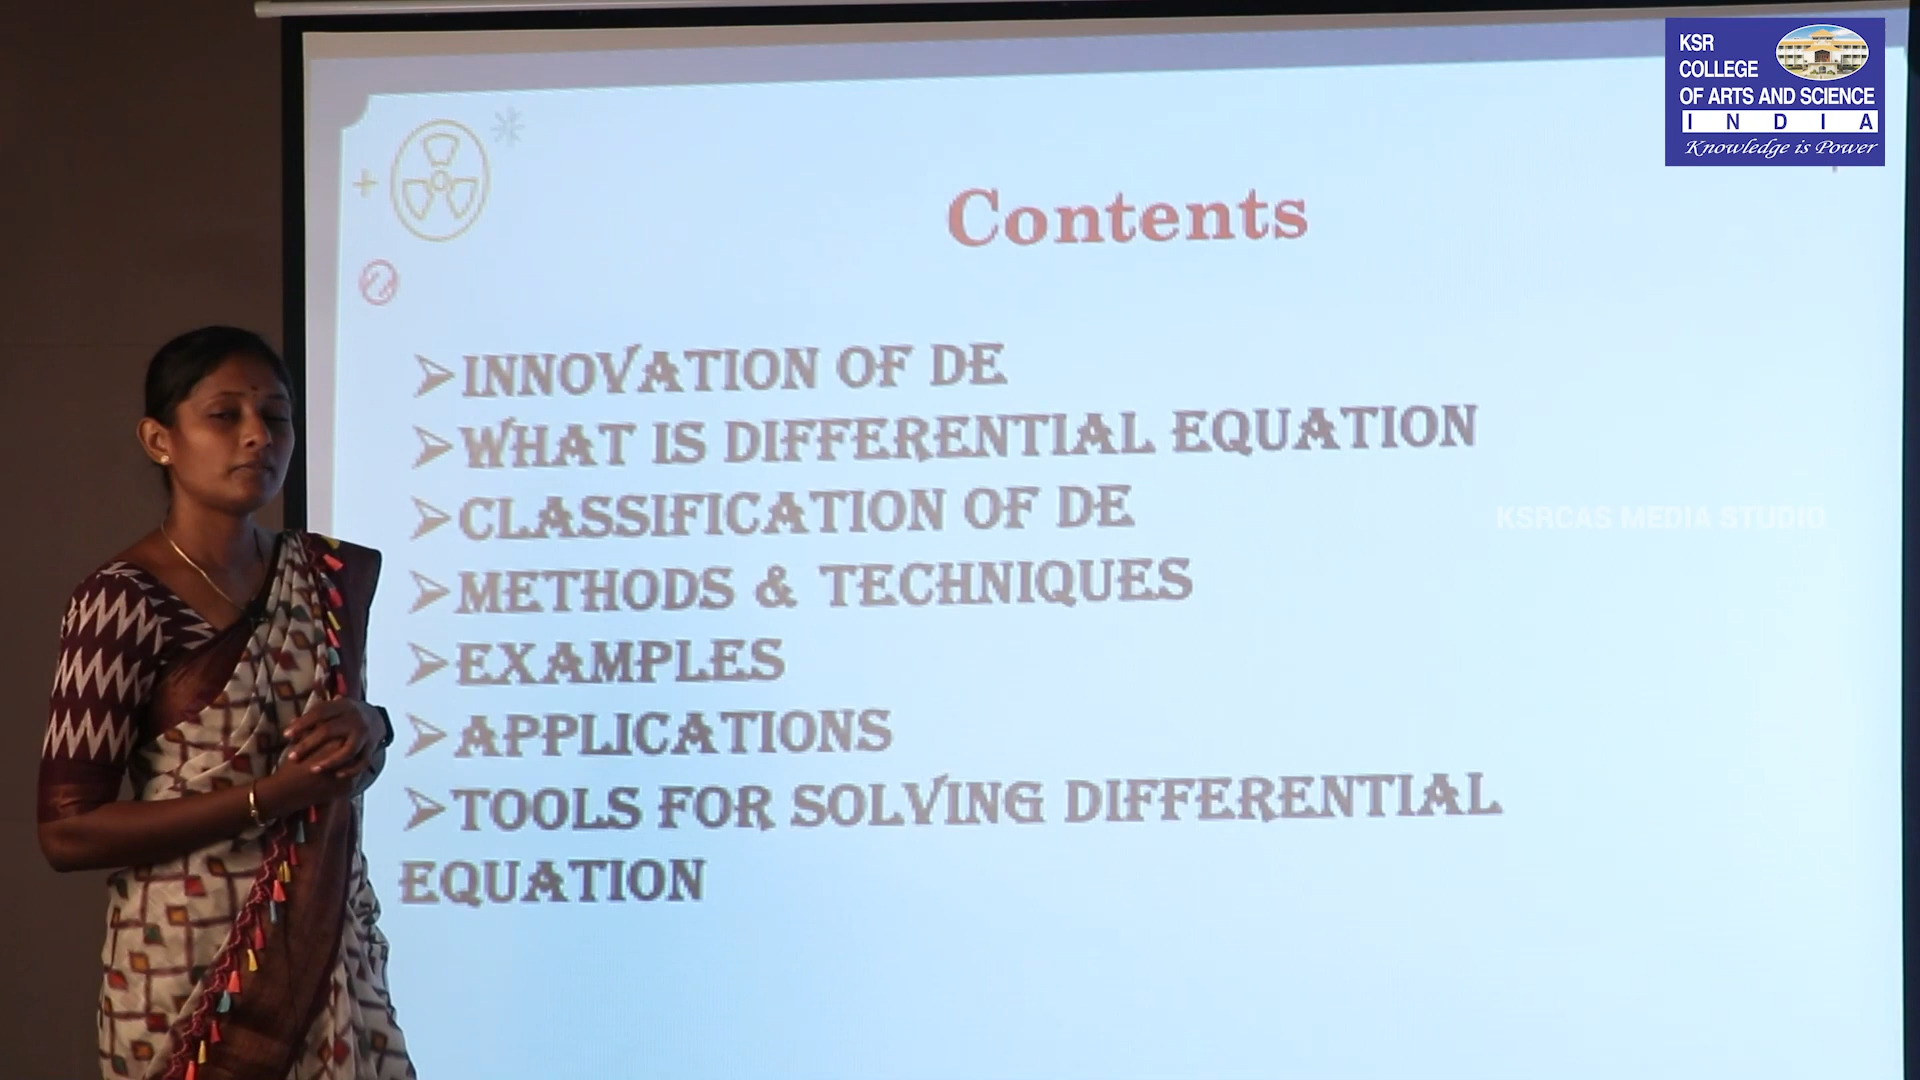 KSR
COLLEGE
OF ARTS AND SCIENCE
INDIA
Knowledge is Power
Contents
➢INNOVATION OF DE
➢WHAT IS DIFFERENTIAL EQUATION
➢CLASSIFICATION OF DE
KSRCAS MEDIA STUDIO
➢METHODS & TECHNIQUES
➢EXAMPLES
➢APPLICATIONS
➢TOOLS FOR SOLVING DIFFERENTIAL
EQUATION